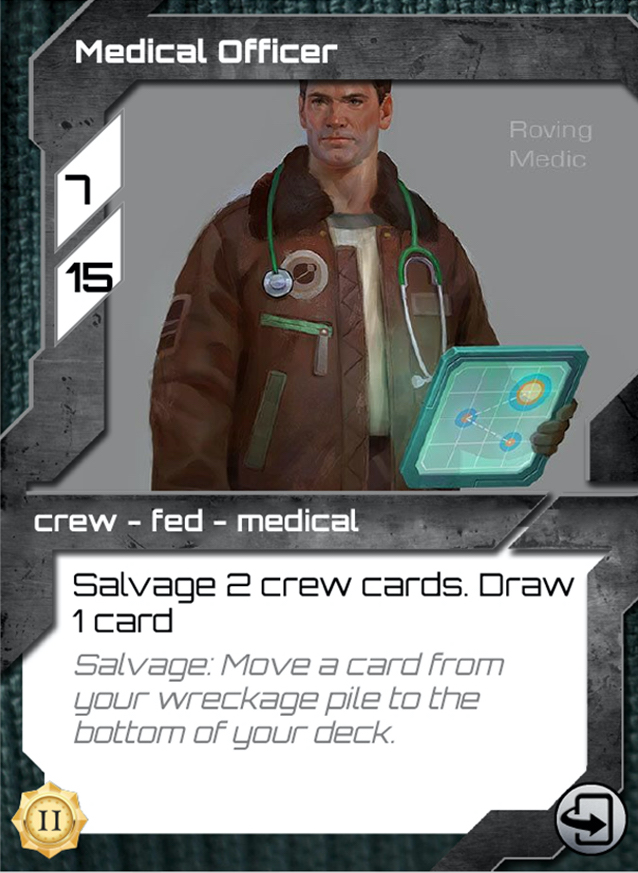 Medical Officer
Roving
Medic
7
15
crew - fed - medical
Salvage 2 crew cards. Draw
1 card
Salvage: Move a card from
your wreckage pile to the
bottom of your deck.
II